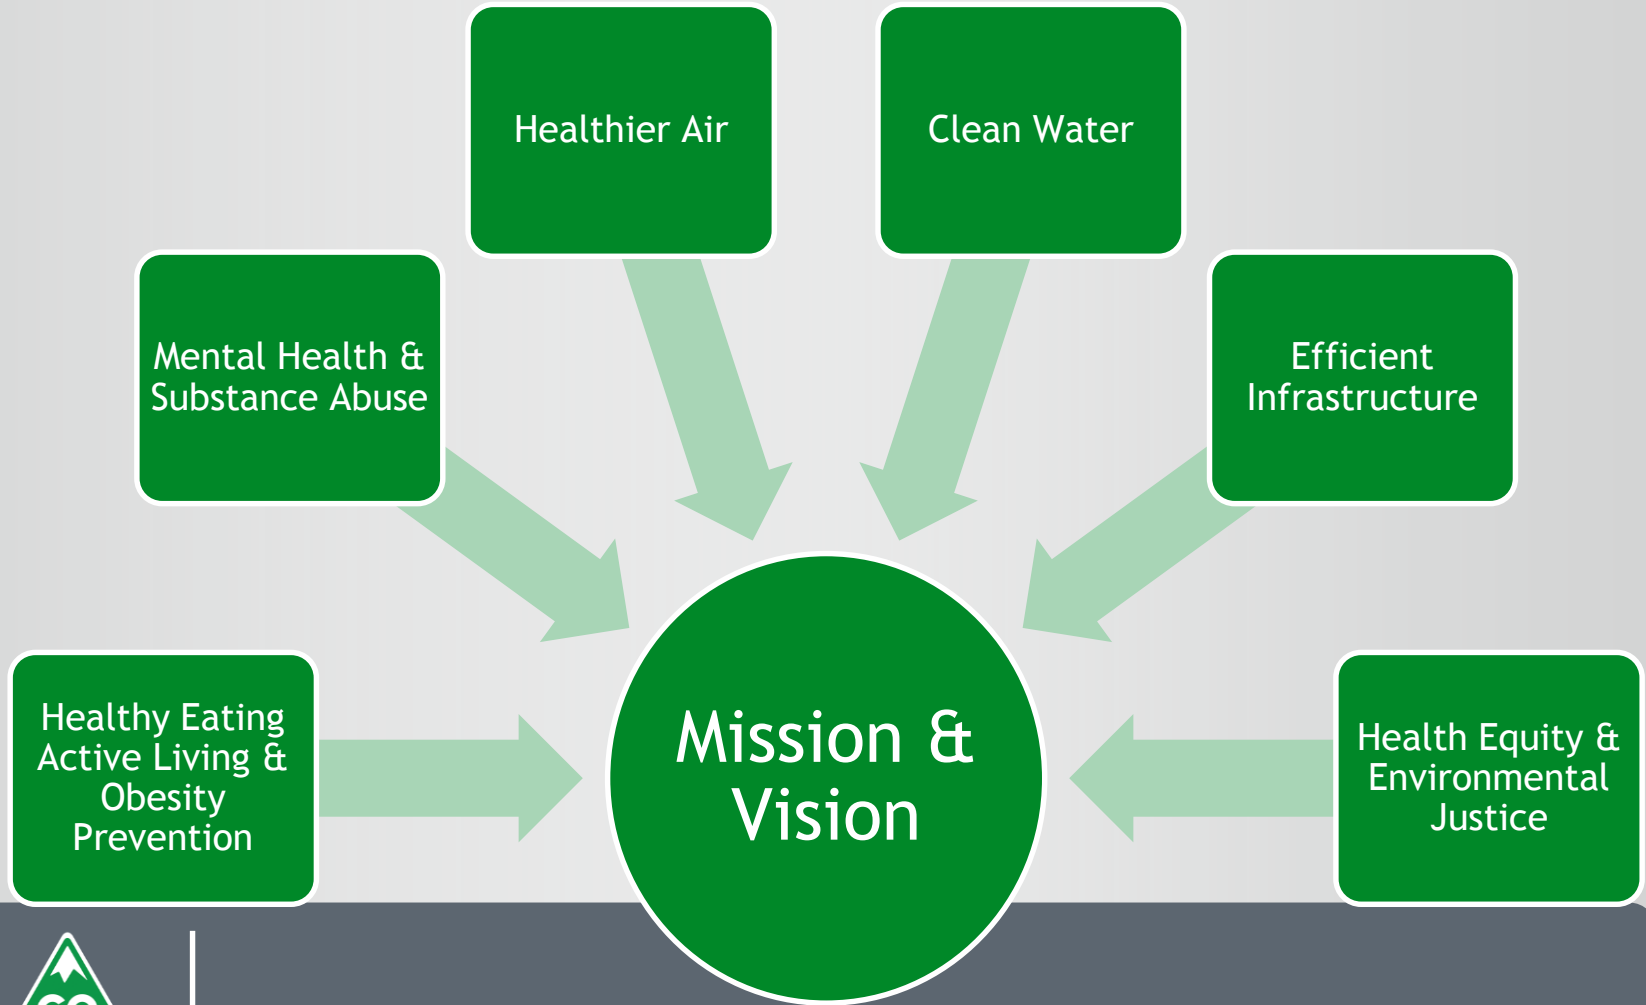 Healthier Air
Clean Water
Mental Health &
Substance Abuse
Efficient
Infrastructure
Healthy Eating
Active Living &
Obesity
Prevention
Mission &
Vision
Health Equity &
Environmental
Justice
CO